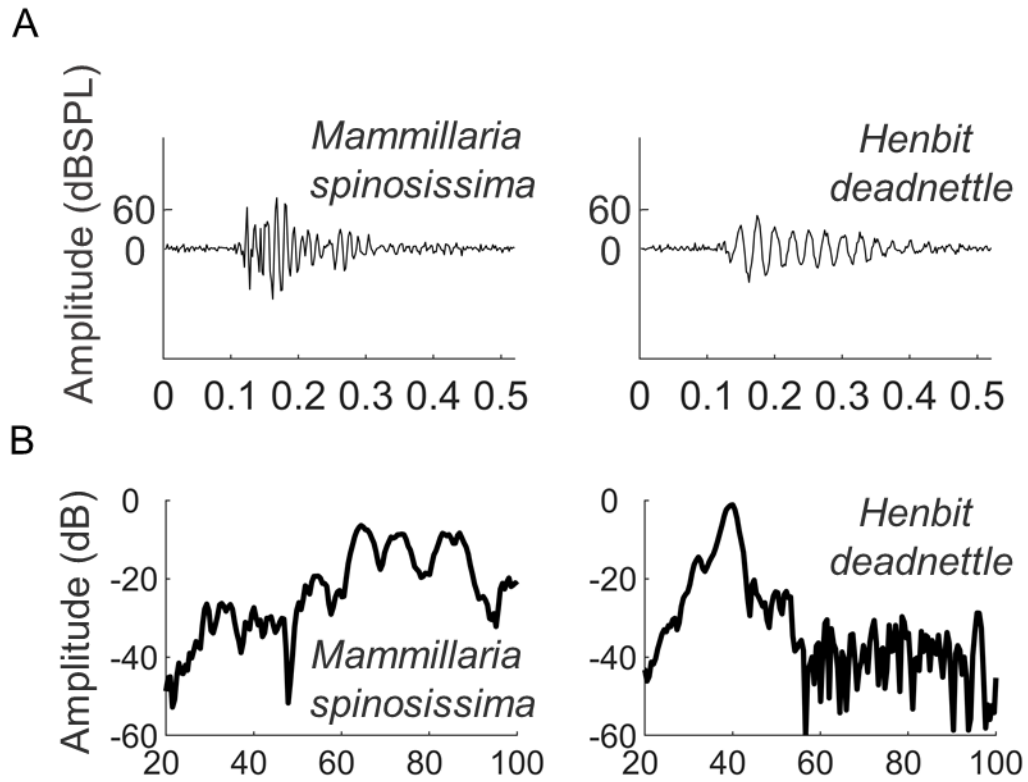 A
Amplitude (dBSPL)
Mammillaria
spinosissima
60
0
0 0.1 0.2 0.3 0.4 0.5
Henbit
deadnettle
60
0
0 0.1 0.2 0.3 0.4 0.5
B
Amplitude (dB)
0
-20
-40
-60
Mammillaria
spinosissima
20 40 60 80 100
Henbit
deadnettle
0
-20
-40
-60
20 40 60 80 100